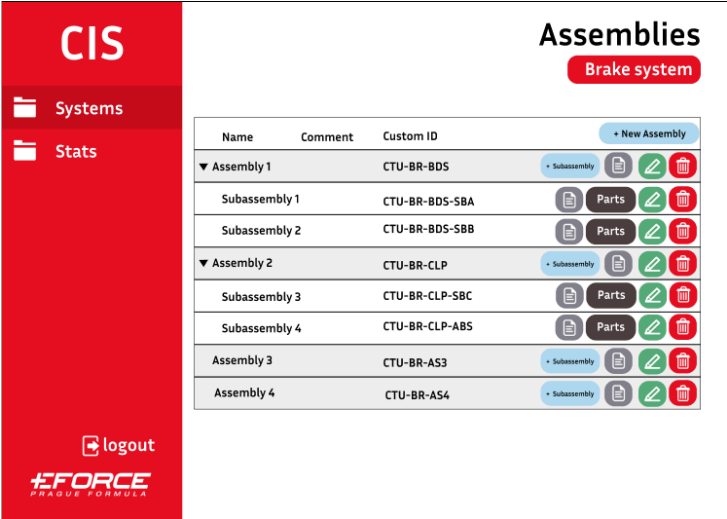 CIS
Systems
Stats
logout
EFORCE
PRAGUE FORMULA
Assemblies
Brake system
Name Comment Custom ID + New Assembly
Assembly 1 CTU-BR-BDS + Subassembly
Subassembly 1 CTU-BR-BDS-SBA Parts
Subassembly 2 CTU-BR-BDS-SBB Parts
Assembly 2 CTU-BR-CLP + Subassembly
Subassembly 3 CTU-BR-CLP-SBC Parts
Subassembly 4 CTU-BR-CLP-ABS Parts
Assembly 3 CTU-BR-AS3 + Subassembly
Assembly 4 CTU-BR-AS4 + Subassembly